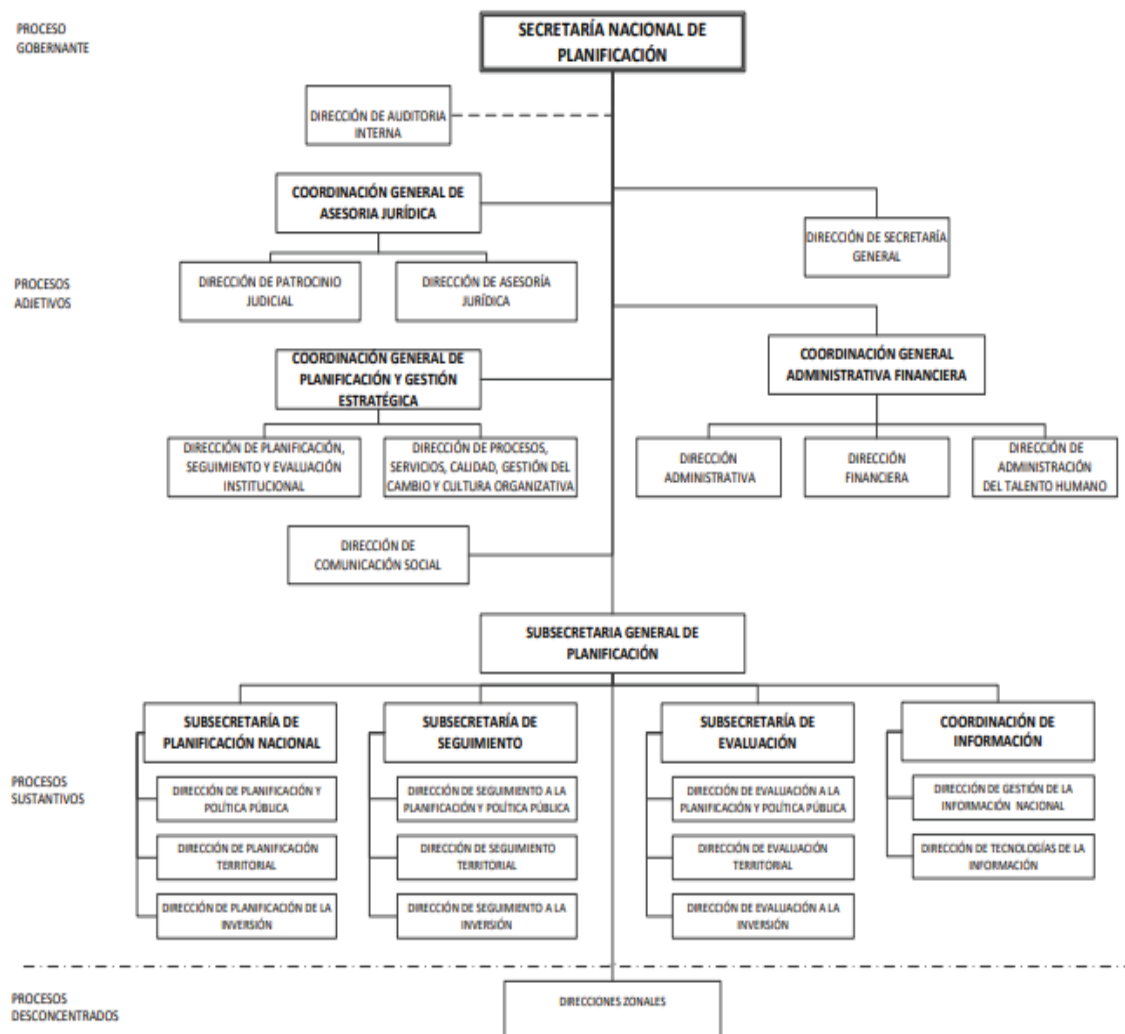 PROCESO
GOBERNANTE
SECRETARÍA NACIONAL DE
PLANIFICACIÓN
DIRECCIÓN DE AUDITORIA
INTERNA
COORDINACIÓN GENERAL DE
ASESORIA JURÍDICA
DIRECCIÓN DE SECRETARÍA
GENERAL
PROCESOS
ADJETIVOS
DIRECCIÓN DE PATROCINIO
JUDICIAL
DIRECCIÓN DE ASESORÍA
JURÍDICA
COORDINACIÓN GENERAL DE
PLANIFICACIÓN Y GESTIÓN
ESTRATÉGICA
COORDINACIÓN GENERAL
ADMINISTRATIVA FINANCIERA
DIRECCIÓN DE PLANIFICACIÓN,
SEGUIMIENTO Y EVALUACIÓN
INSTITUCIONAL
DIRECCIÓN DE PROCESOS,
SERVICIOS, CALIDAD, GESTIÓN DEL
CAMBIO Y CULTURA ORGANIZATIVA
DIRECCIÓN
ADMINISTRATIVA
DIRECCIÓN
FINANCIERA
DIRECCIÓN DE
ADMINISTRACIÓN
DEL TALENTO HUMANO
DIRECCIÓN DE
COMUNICACIÓN SOCIAL
SUBSECRETARIA GENERAL DE
PLANIFICACIÓN
SUBSECRETARÍA DE
PLANIFICACIÓN NACIONAL
SUBSECRETARÍA DE
SEGUIMIENTO
SUBSECRETARÍA DE
EVALUACIÓN
COORDINACIÓN DE
INFORMACIÓN
PROCESOS
SUSTANTIVOS
DIRECCIÓN DE PLANIFICACIÓN Y
POLÍTICA PÚBLICA
DIRECCIÓN DE SEGUIMIENTO A LA
PLANIFICACIÓN Y POLÍTICA PÚBLICA
DIRECCIÓN DE EVALUACIÓN A LA
PLANIFICACIÓN Y POLÍTICA PÚBLICA
DIRECCIÓN DE GESTIÓN DE LA
INFORMACIÓN NACIONAL
DIRECCIÓN DE PLANIFICACIÓN
TERRITORIAL
DIRECCIÓN DE SEGUIMIENTO
TERRITORIAL
DIRECCIÓN DE EVALUACIÓN
TERRITORIAL
DIRECCIÓN DE TECNOLOGÍAS DE LA
INFORMACIÓN
DIRECCIÓN DE PLANIFICACIÓN DE LA
INVERSIÓN
DIRECCIÓN DE SEGUIMIENTO A LA
INVERSIÓN
DIRECCIÓN DE EVALUACIÓN A LA
INVERSIÓN
PROCESOS
DESCONCENTRADOS
DIRECCIONES ZONALES